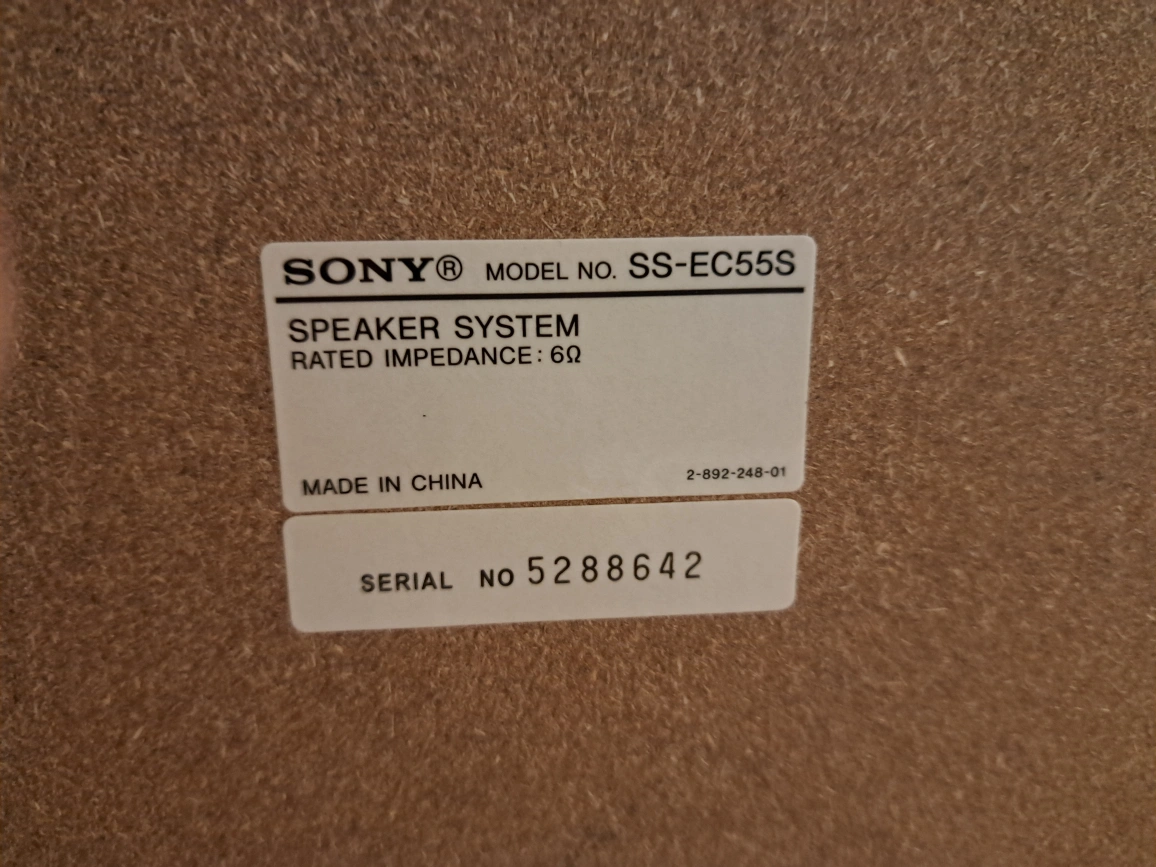 SONY® MODEL NO. SS-EC55S
SPEAKER SYSTEM
RATED IMPEDANCE: 6Ω
MADE IN CHINA 2-892-248-01
SERIAL NO 5288642